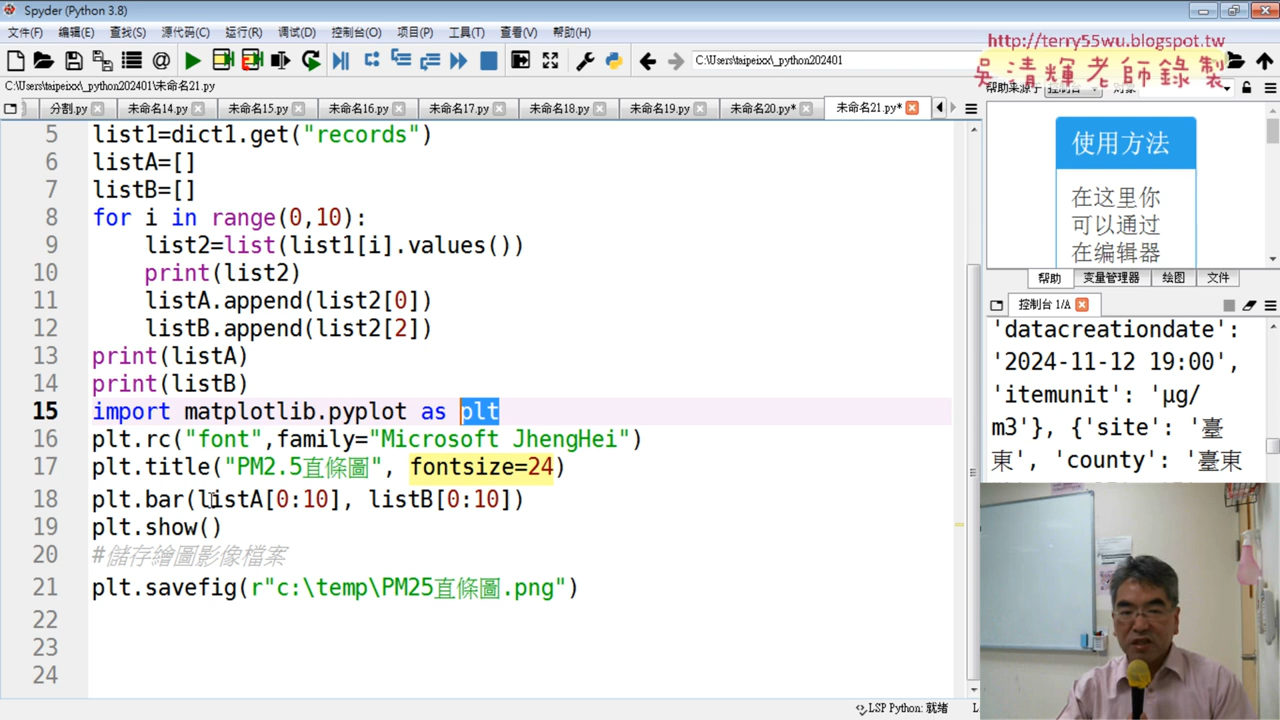 Spyder (Python 3.8)
文件(F) 编辑(E) 查找(S) 源代码(C) 运行(R) 调试(D) 控制台(O) 项目(P) 工具(T) 查看(V) 帮助(H)
http://terry55wu.blogspot.tw
吳清輝老師錄製
C:\Users\taipeixx\_python202401
C:\Users\taipeixx\_python202401\未命名21.py
分割.py 未命名14.py 未命名15.py 未命名16.py 未命名17.py 未命名18.py 未命名19.py 未命名20.py* 未命名21.py*
5 list1=dict1.get("records")
6 listA=[]
7 listB=[]
8 for i in range(0,10):
9 list2=list(list1[i].values())
10 print(list2)
11 listA.append(list2[0])
12 listB.append(list2[2])
13 print(listA)
14 print(listB)
15 import matplotlib.pyplot as plt
16 plt.rc("font",family="Microsoft JhengHei")
17 plt.title("PM2.5直條圖", fontsize=24)
18 plt.bar(listA[0:10], listB[0:10])
19 plt.show()
20 #儲存繪圖影像檔案
21 plt.savefig(r"c:\temp\PM25直條圖.png")
22
23
24
使用方法
在这里你
可以通过
在编辑器
帮助 变量管理器 绘图 文件
控制台 1/A
'datacreationdate':
'2024-11-12 19:00',
'itemunit': 'μg/
m3'}, {'site': '臺
東', 'county': '臺東
LSP Python: 就绪